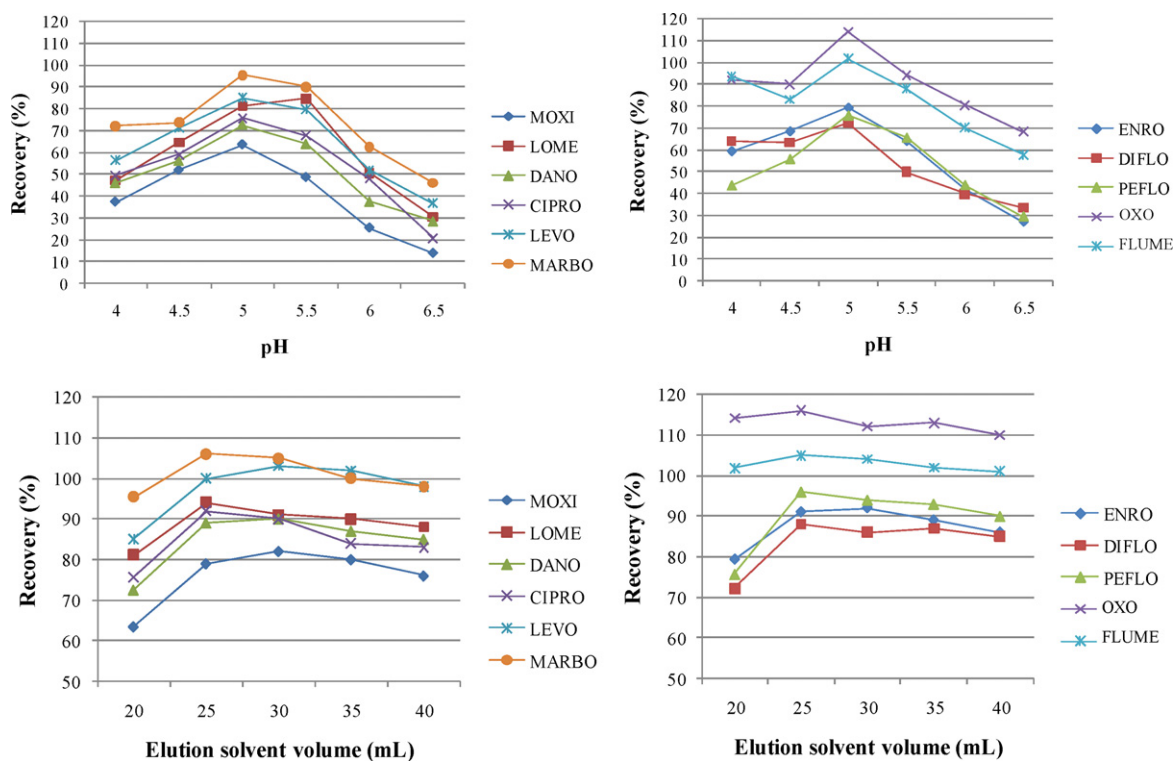 120
110
100
90
80
70
60
50
40
30
20
10
0
Recovery (%)
4 4.5 5 5.5 6 6.5
pH
MOXI
LOME
DANO
CIPRO
LEVO
MARBO
120
110
100
90
80
70
60
50
40
30
20
10
0
Recovery (%)
4 4.5 5 5.5 6 6.5
pH
ENRO
DIFLO
PEFLO
OXO
FLUME
120
110
100
90
80
70
60
50
Recovery (%)
20 25 30 35 40
Elution solvent volume (mL)
MOXI
LOME
DANO
CIPRO
LEVO
MARBO
120
110
100
90
80
70
60
50
Recovery (%)
20 25 30 35 40
Elution solvent volume (mL)
ENRO
DIFLO
PEFLO
OXO
FLUME